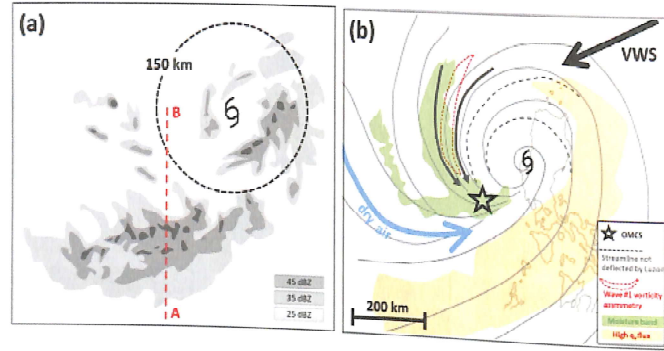 (a)
150 km
B
A
45 dBZ
35 dBZ
25 dBZ
(b)
VWS
dry air
200 km
OMCS
Streamline not
deflected by Luzon
Wave #1 vorticity
asymmetry
Moisture band
High qᵥ flux